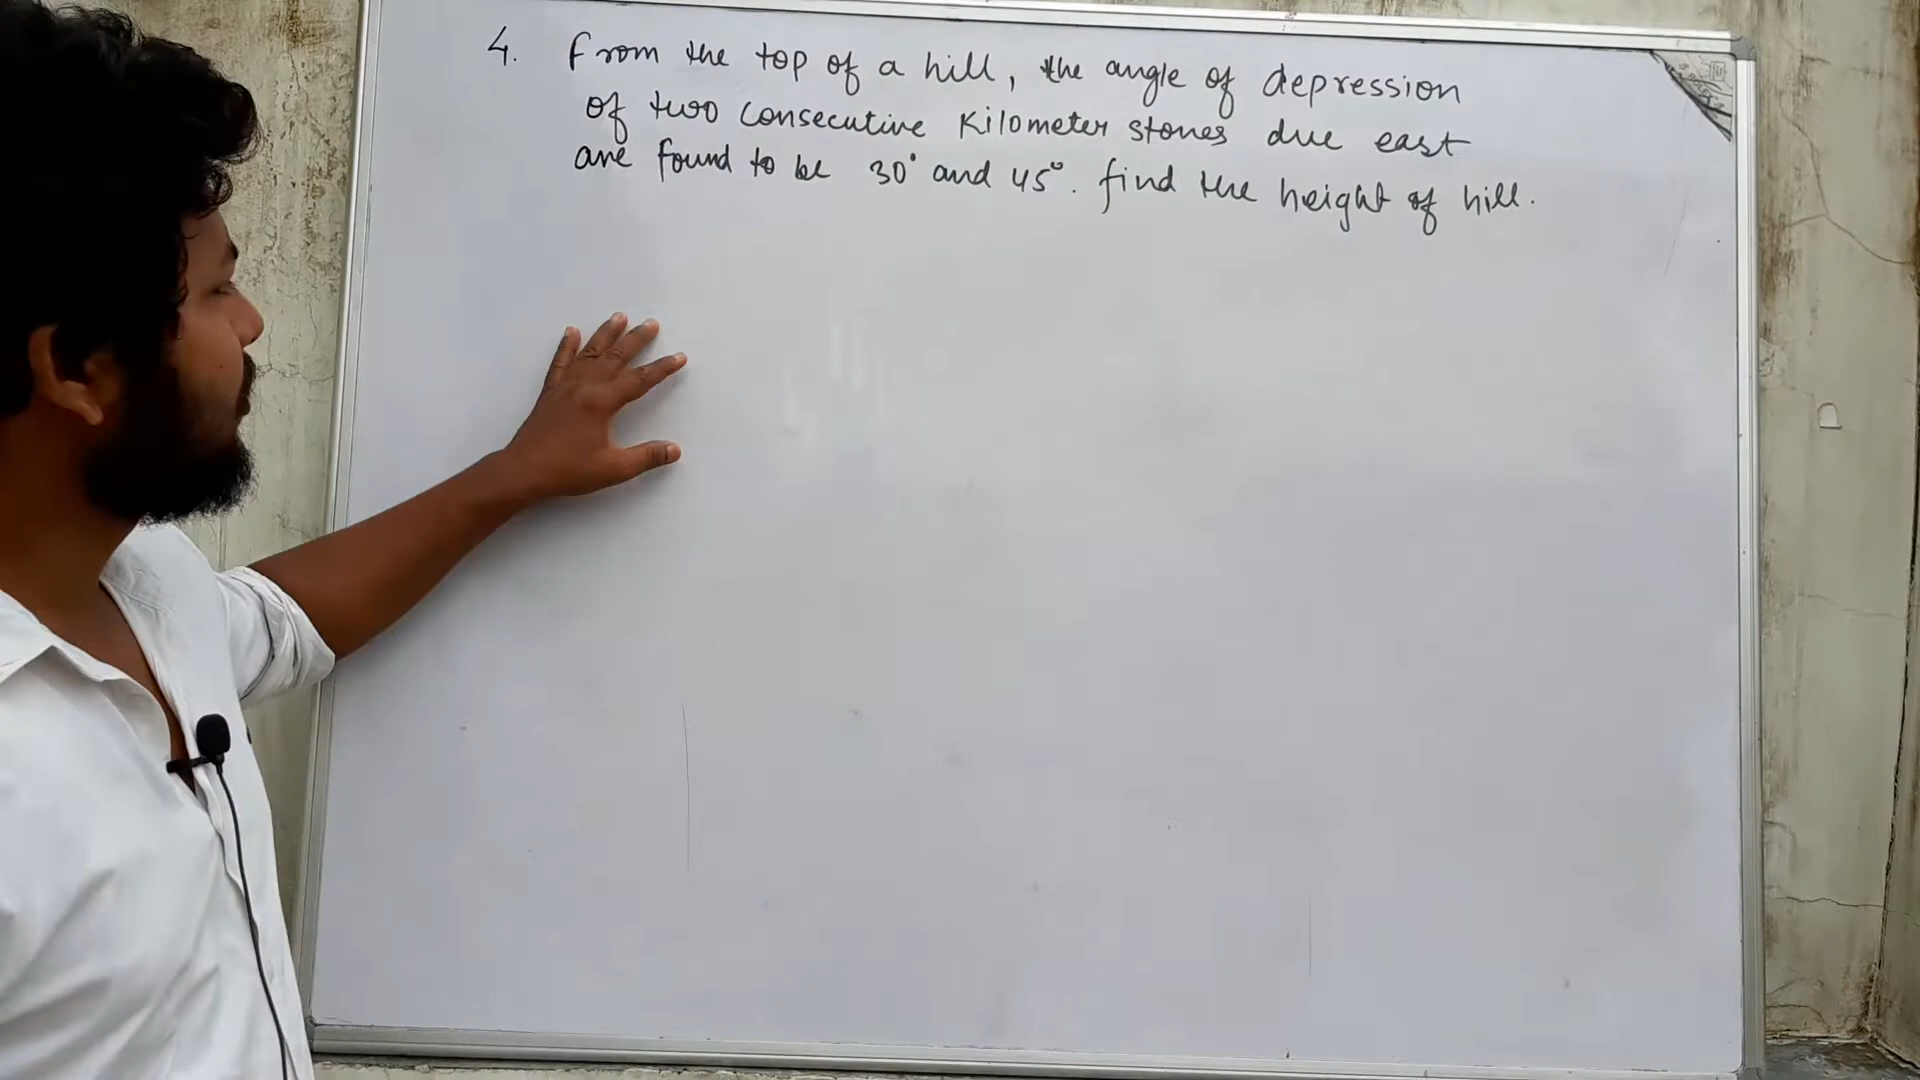 4. From the top of a hill, the angle of depression
of two consecutive Kilometer stones due east
are found to be 30° and 45°. find the height of hill.